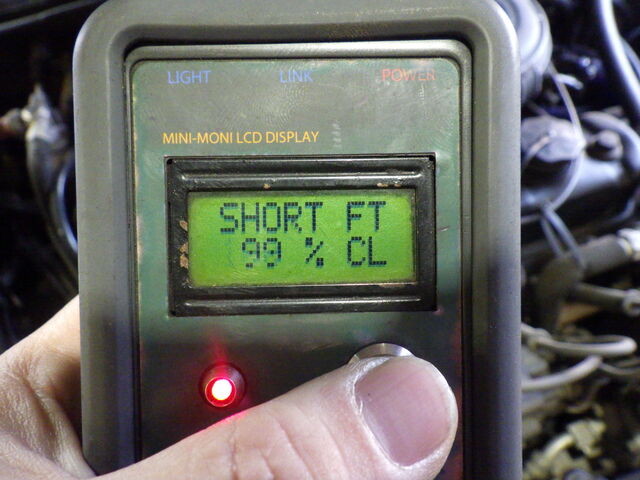 LIGHT LINK POWER
MINI-MONI LCD DISPLAY
SHORT FT
99 % CL